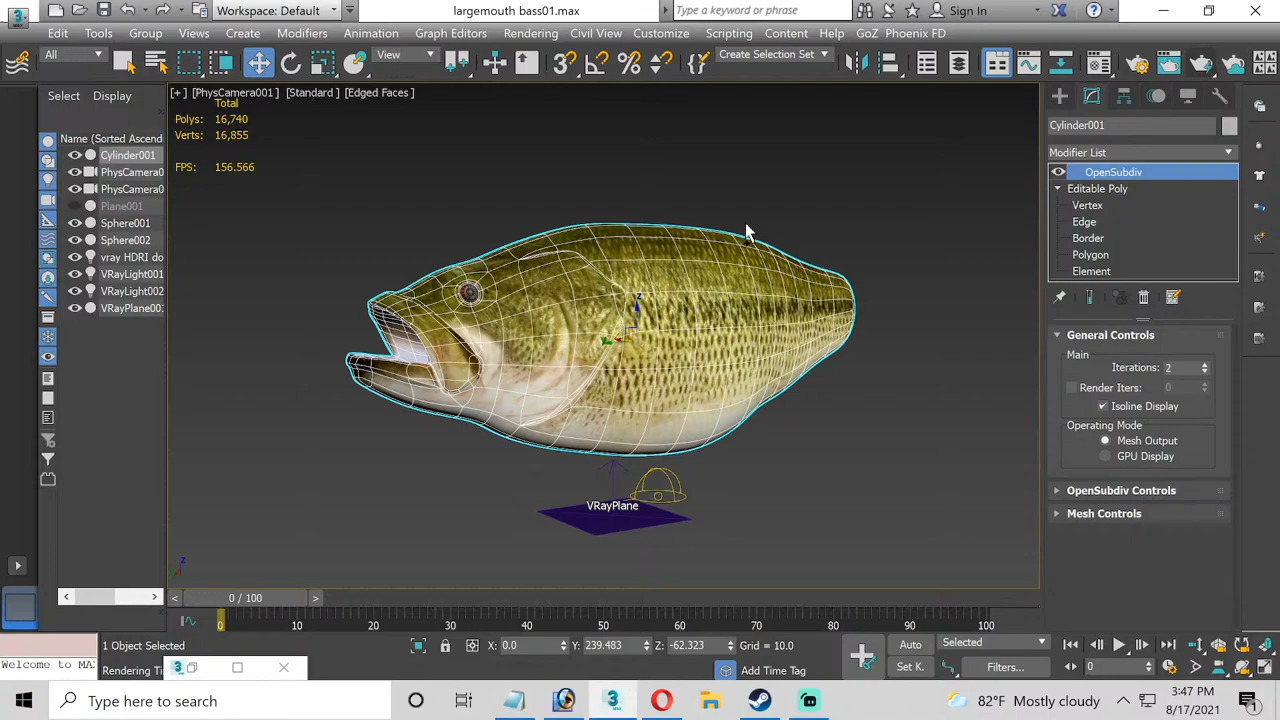 Workspace: Default
largemouth bass01.max
Type a keyword or phrase
Sign In
Edit Tools Group Views Create Modifiers Animation Graph Editors Rendering Civil View Customize Scripting Content Help GoZ Phoenix FD
All
View
Create Selection Set
Select Display
[+] [PhysCamera001] [Standard] [Edged Faces]
Total
Polys: 16,740
Verts: 16,855
FPS: 156.566
Name (Sorted Ascend
Cylinder001
PhysCamera0
PhysCamera0
Plane001
Sphere001
Sphere002
vray HDRI do
VRayLight001
VRayLight002
VRayPlane001
z
VRayPlane
z
Cylinder001
Modifier List
OpenSubdiv
Editable Poly
Vertex
Edge
Border
Polygon
Element
General Controls
Main
Iterations: 2
Render Iters: 0
Isoline Display
Operating Mode
Mesh Output
GPU Display
OpenSubdiv Controls
Mesh Controls
< 0 / 100 >
0 10 20 30 40 50 60 70 80 90 100
1 Object Selected
X: 0.0 Y: 239.483 Z: -62.323 Grid = 10.0
Auto Selected
Welcome to MA
Rendering Ti
Add Time Tag
Set K. Filters...
0
Type here to search
82°F Mostly cloudy
3:47 PM
8/17/2021